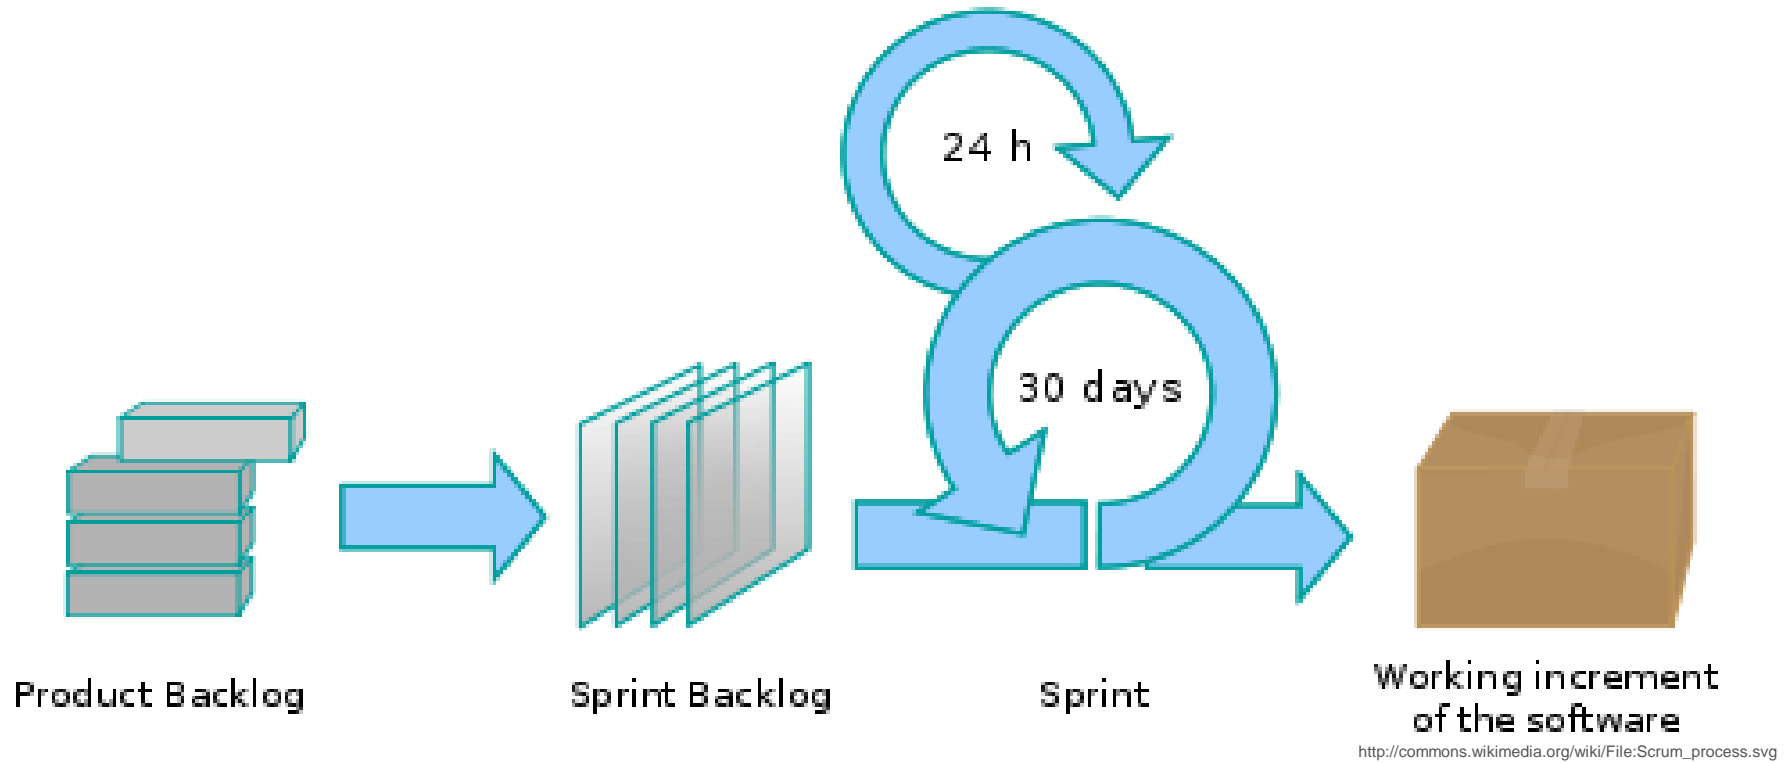 24 h
30 days
Product Backlog
Sprint Backlog
Sprint
Working increment
of the software
http://commons.wikimedia.org/wiki/File:Scrum_process.svg